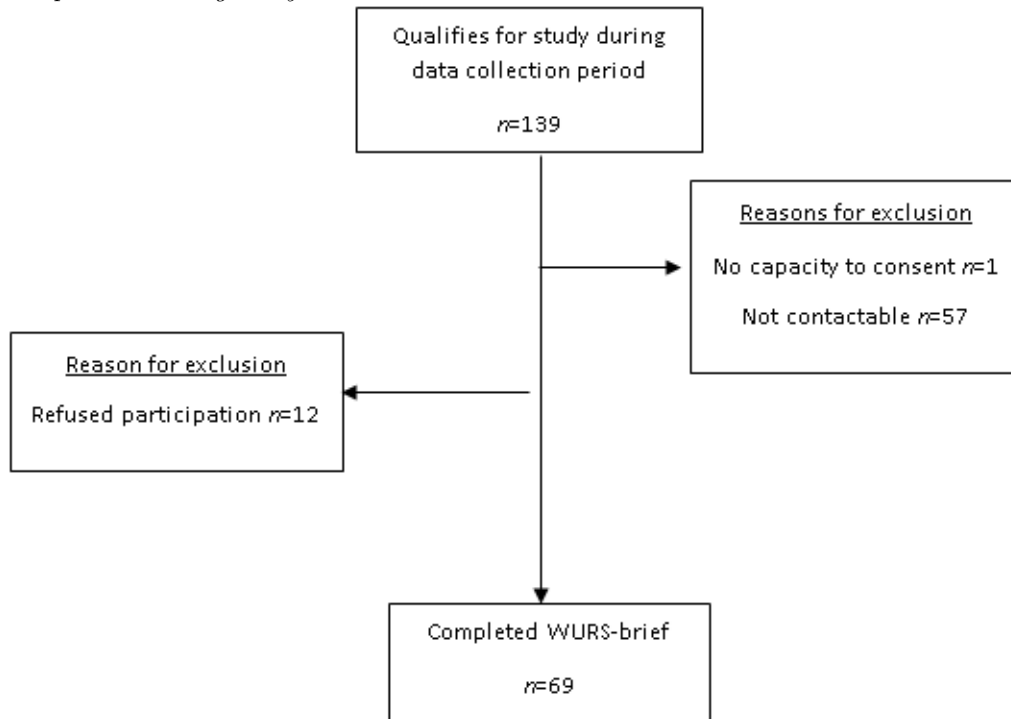 Qualifies for study during
data collection period
n=139
Reasons for exclusion
No capacity to consent n=1
Not contactable n=57
Reason for exclusion
Refused participation n=12
Completed WURS-brief
n=69